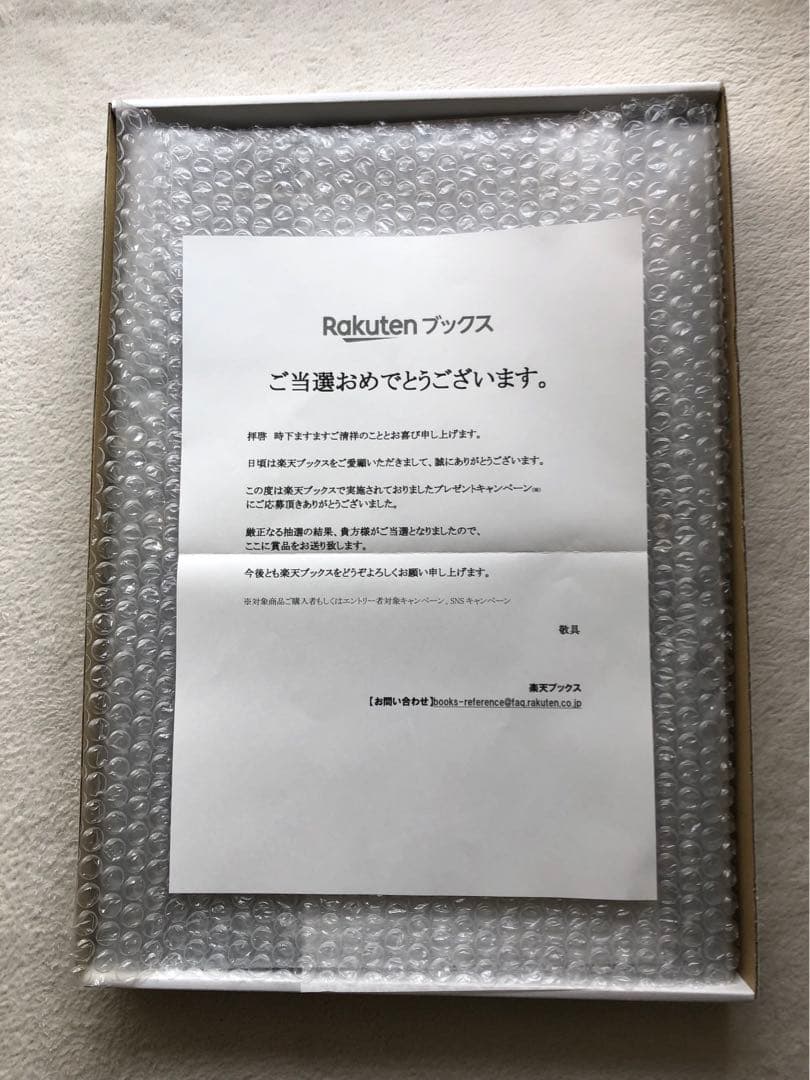 Rakuten ブックス
ご当選おめでとうございます。
拝啓　時下ますますご清祥のこととお喜び申し上げます。
日頃は楽天ブックスをご愛顧いただきまして、誠にありがとうございます。
この度は楽天ブックスで実施されておりましたプレゼントキャンペーン(※)
にご応募頂きありがとうございました。
厳正なる抽選の結果、貴方様がご当選となりましたので、
ここに賞品をお送り致します。
今後とも楽天ブックスをどうぞよろしくお願い申し上げます。
※対象商品ご購入者もしくはエントリー者対象キャンペーン、SNSキャンペーン
敬具
楽天ブックス
【お問い合わせ】books-reference@faq.rakuten.co.jp